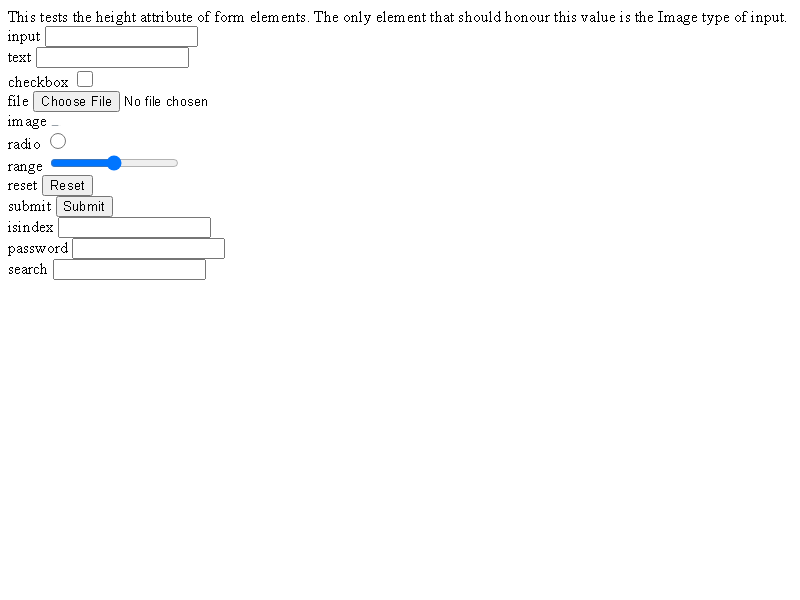 This tests the height attribute of form elements. The only element that should honour this value is the Image type of input.
input
text
checkbox
file Choose File No file chosen
image
radio
range
reset Reset
submit Submit
isindex
password
search